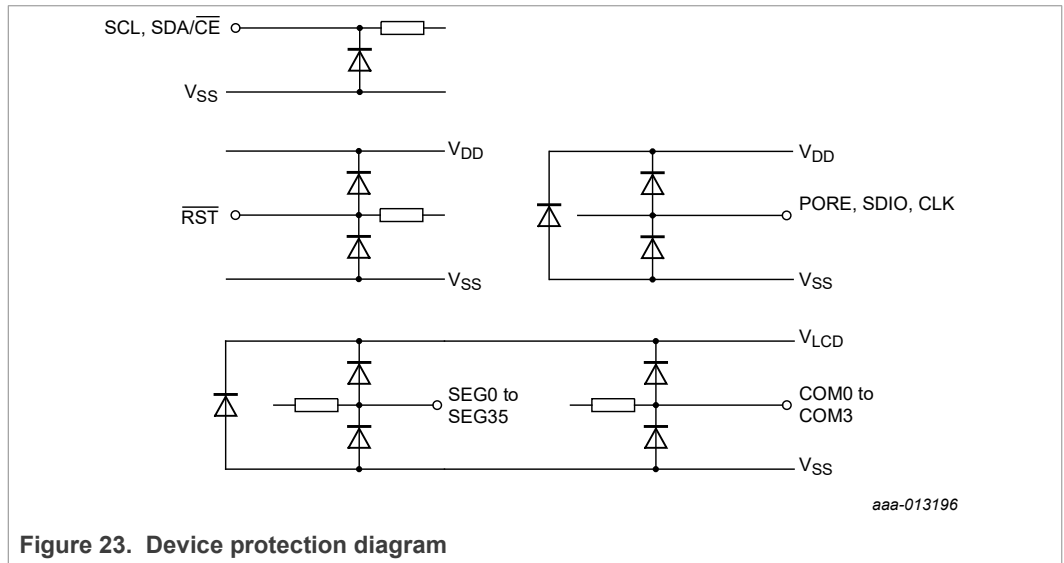 SCL, SDA/CE
VSS
VDD
RST
VSS
VDD
PORE, SDIO, CLK
VSS
VLCD
SEG0 to
SEG35
COM0 to
COM3
VSS
aaa-013196
Figure 23. Device protection diagram